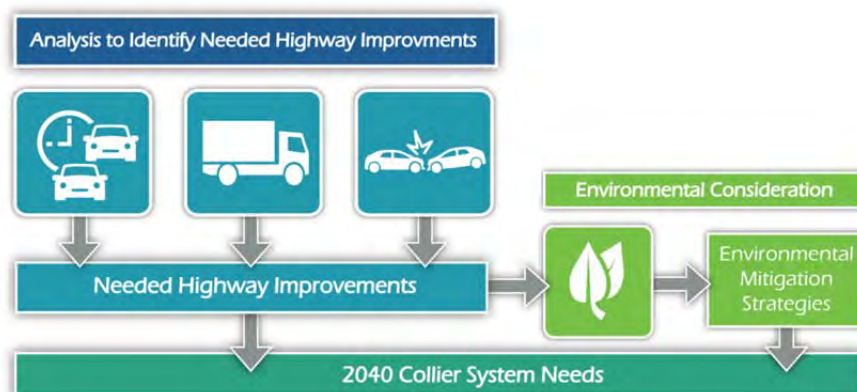 Analysis to Identify Needed Highway Improvments
Environmental Consideration
Needed Highway Improvements
Environmental
Mitigation
Strategies
2040 Collier System Needs